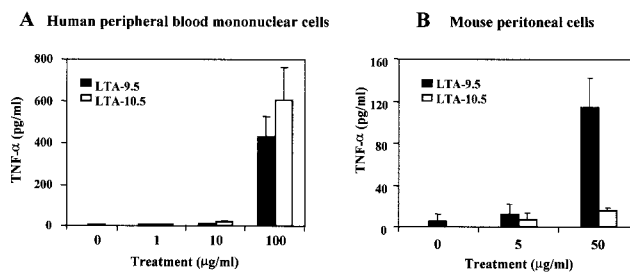 A Human peripheral blood mononuclear cells
TNF-α (pg/ml)
800
600
400
200
0
LTA-9.5
LTA-10.5
0 1 10 100
Treatment (µg/ml)
B Mouse peritoneal cells
TNF-α (pg/ml)
160
120
80
40
0
LTA-9.5
LTA-10.5
0 5 50
Treatment (µg/ml)